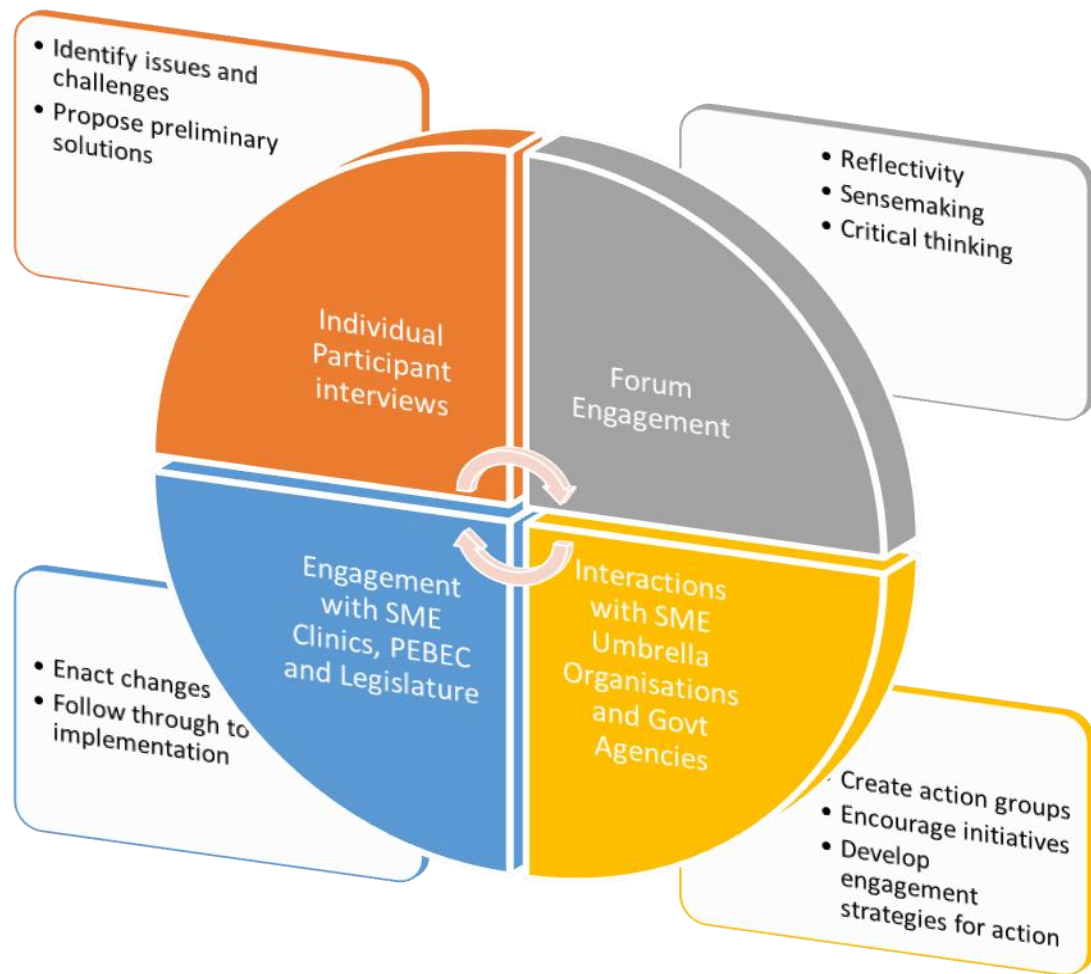 • Identify issues and
challenges
• Propose preliminary
solutions
• Reflectivity
• Sensemaking
• Critical thinking
Individual
Participant
interviews
Forum
Engagement
Engagement
with SME
Clinics, PEBEC
and Legislature
Interactions
with SME
Umbrella
Organisations
and Govt
Agencies
• Enact changes
• Follow through to
implementation
• Create action groups
• Encourage initiatives
• Develop
engagement
strategies for action